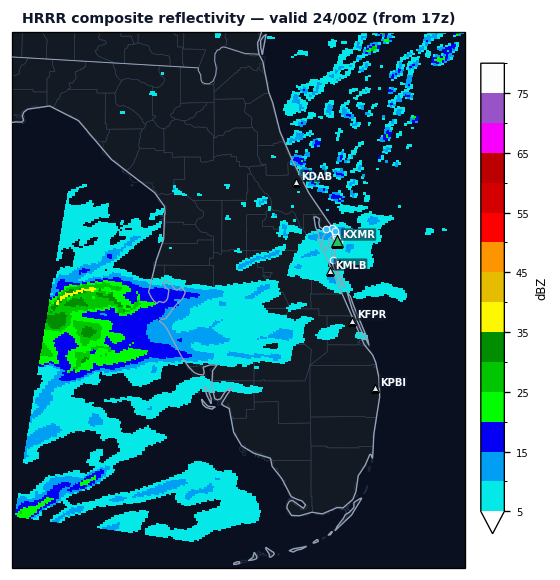 HRRR composite reflectivity — valid 24/00Z (from 17z)
KDAB
KXMR
KMLB
KFPR
KPBI
75
65
55
45
35
25
15
5
dBZ